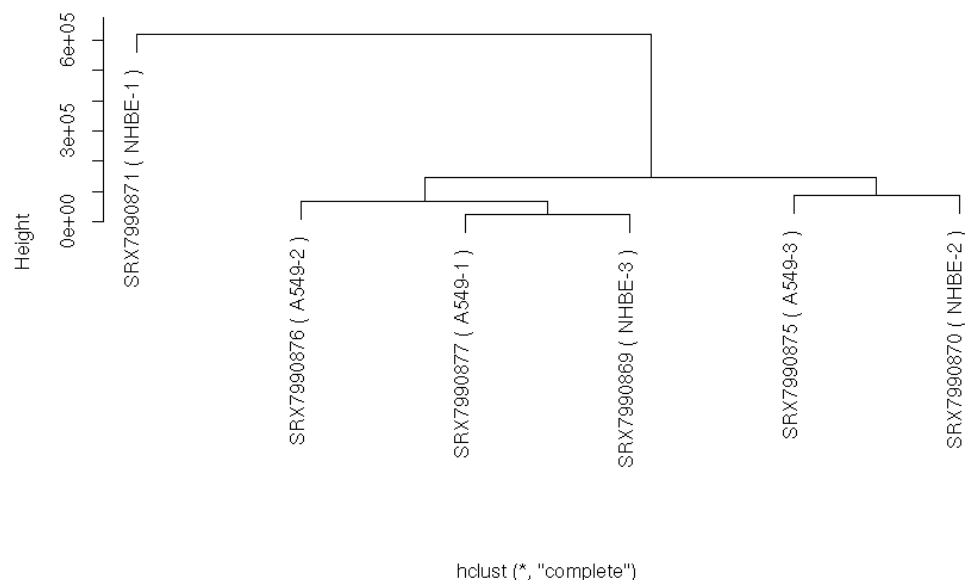 6e+05
3e+05
0e+00
Height
SRX7990871 ( NHBE-1 )
SRX7990876 ( A549-2 )
SRX7990877 ( A549-1 )
SRX7990869 ( NHBE-3 )
SRX7990875 ( A549-3 )
SRX7990870 ( NHBE-2 )
hclust (*, "complete")